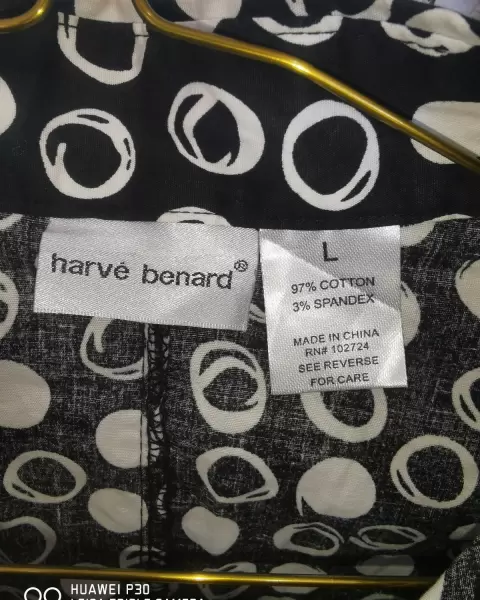 harvé benard®
L
97% COTTON
3% SPANDEX
MADE IN CHINA
RN# 102724
SEE REVERSE
FOR CARE
HUAWEI P30